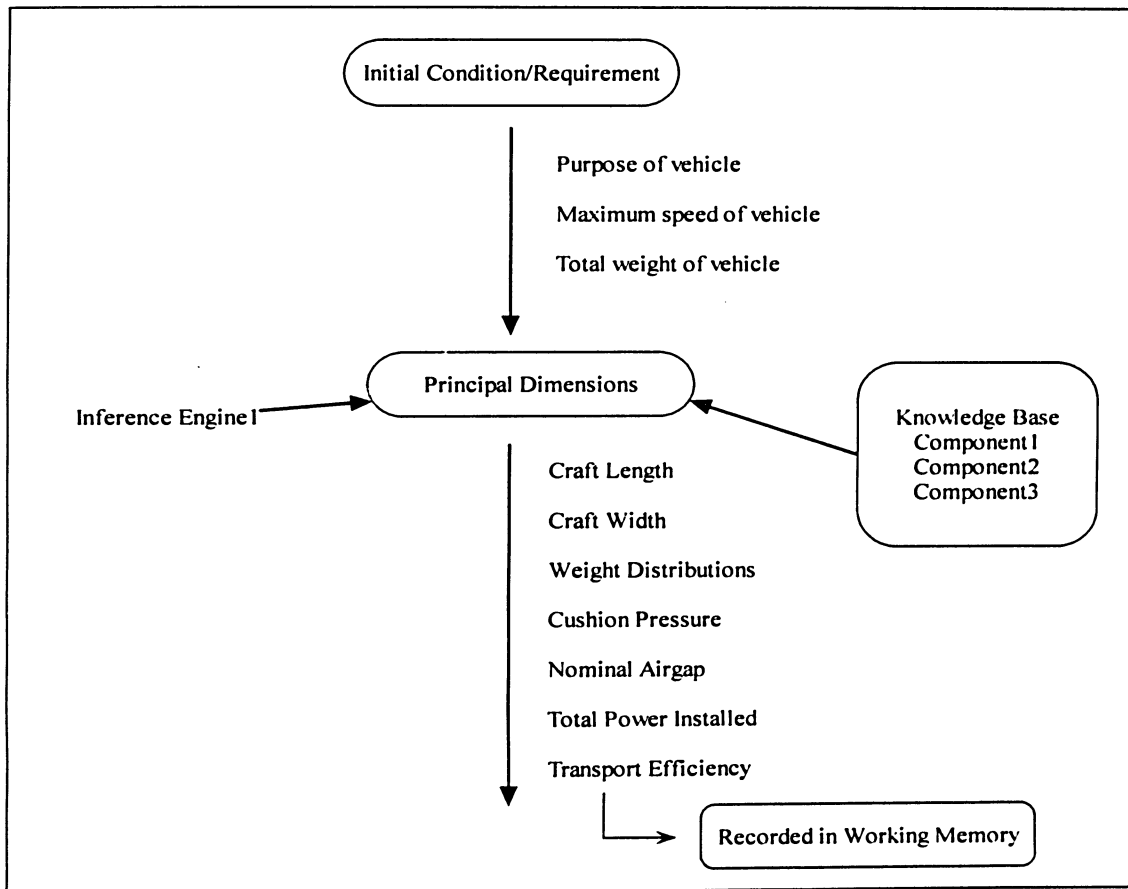 Initial Condition/Requirement
Purpose of vehicle
Maximum speed of vehicle
Total weight of vehicle
Principal Dimensions
Inference Engine1
Knowledge Base
Component1
Component2
Component3
Craft Length
Craft Width
Weight Distributions
Cushion Pressure
Nominal Airgap
Total Power Installed
Transport Efficiency
Recorded in Working Memory